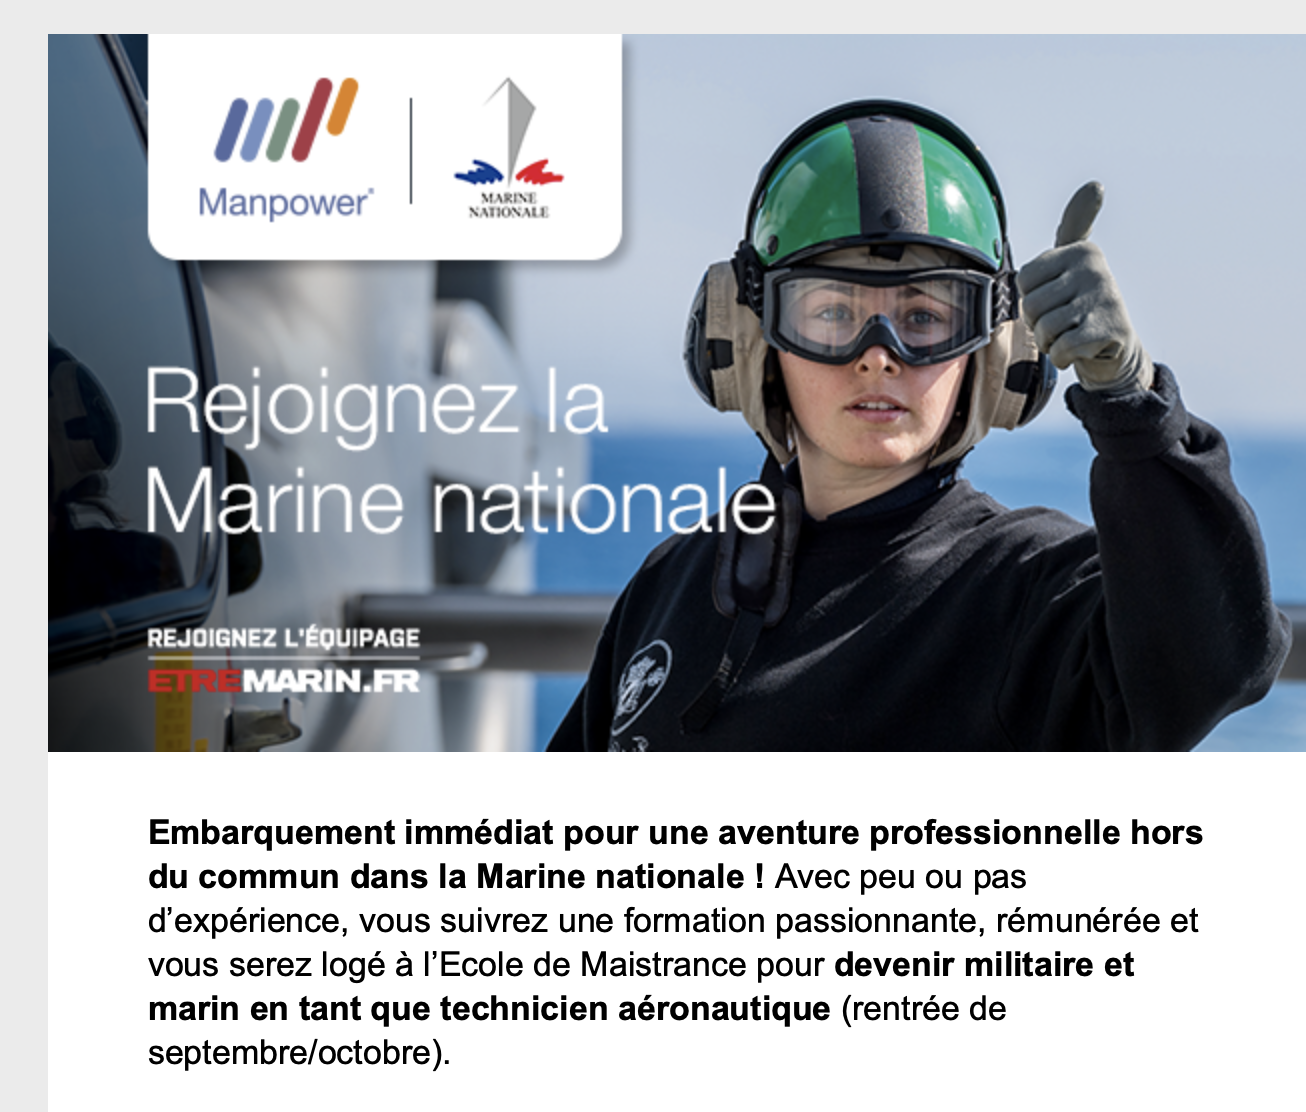 Manpower®
MARINE
NATIONALE
Rejoignez la
Marine nationale
REJOIGNEZ L'ÉQUIPAGE
ETREMARIN.FR
Embarquement immédiat pour une aventure professionnelle hors
du commun dans la Marine nationale ! Avec peu ou pas
d’expérience, vous suivrez une formation passionnante, rémunérée et
vous serez logé à l’Ecole de Maistrance pour devenir militaire et
marin en tant que technicien aéronautique (rentrée de
septembre/octobre).